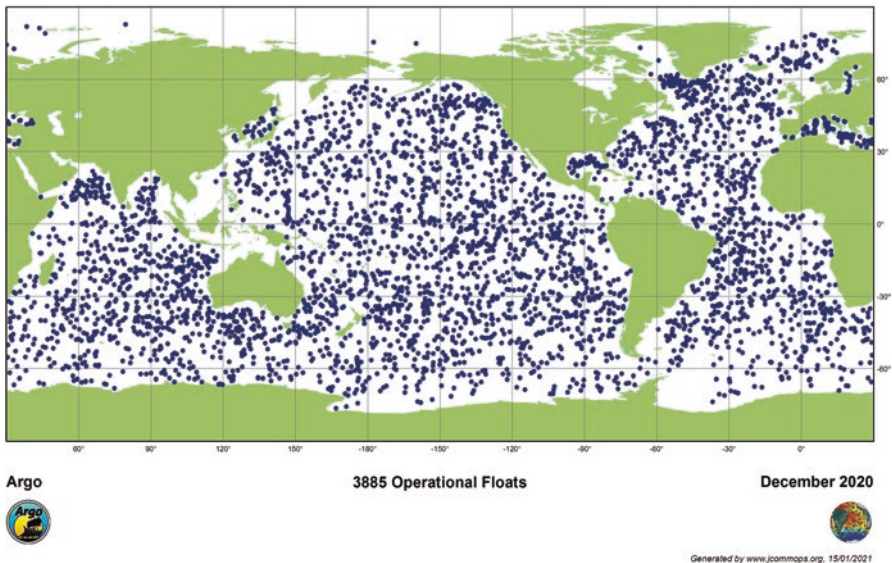 60°
30°
0°
-30°
-60°
60° 90° 120° 150° -180° -150° -120° -90° -60° -30° 0°
Argo 3885 Operational Floats December 2020
Argo
Generated by www.jcommops.org, 15/01/2021